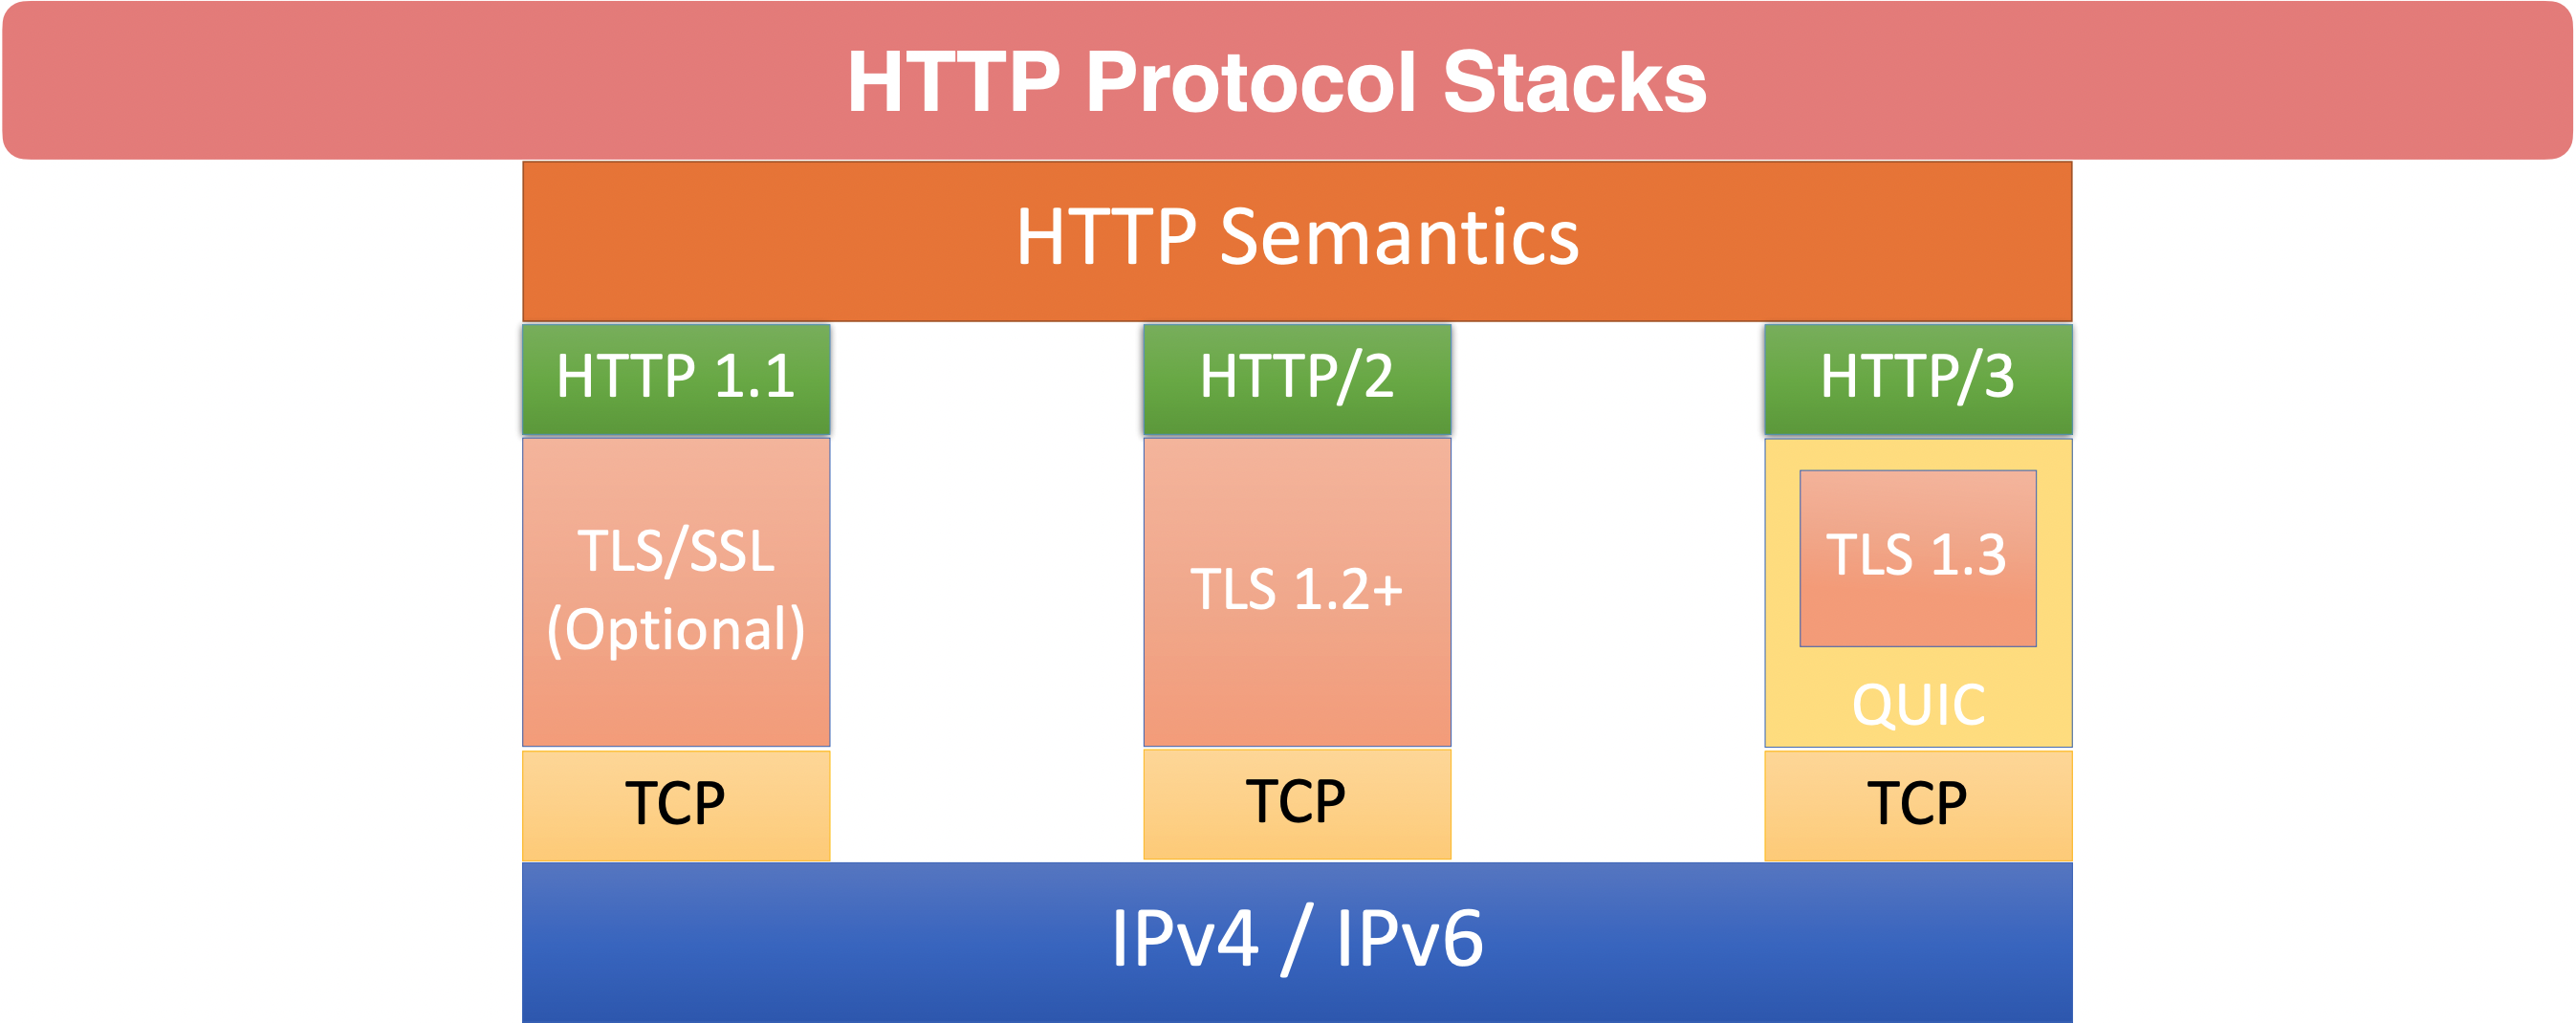 HTTP Protocol Stacks
HTTP Semantics
HTTP 1.1
HTTP/2
HTTP/3
TLS/SSL
(Optional)
TLS 1.2+
TLS 1.3
QUIC
TCP
TCP
TCP
IPv4 / IPv6